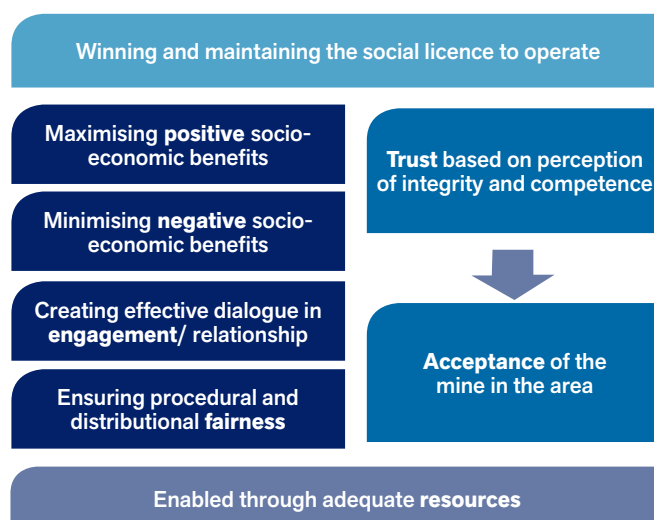 Winning and maintaining the social licence to operate
Maximising positive socio-
economic benefits
Minimising negative socio-
economic benefits
Creating effective dialogue in
engagement/ relationship
Ensuring procedural and
distributional fairness
Trust based on perception
of integrity and competence
Acceptance of the
mine in the area
Enabled through adequate resources